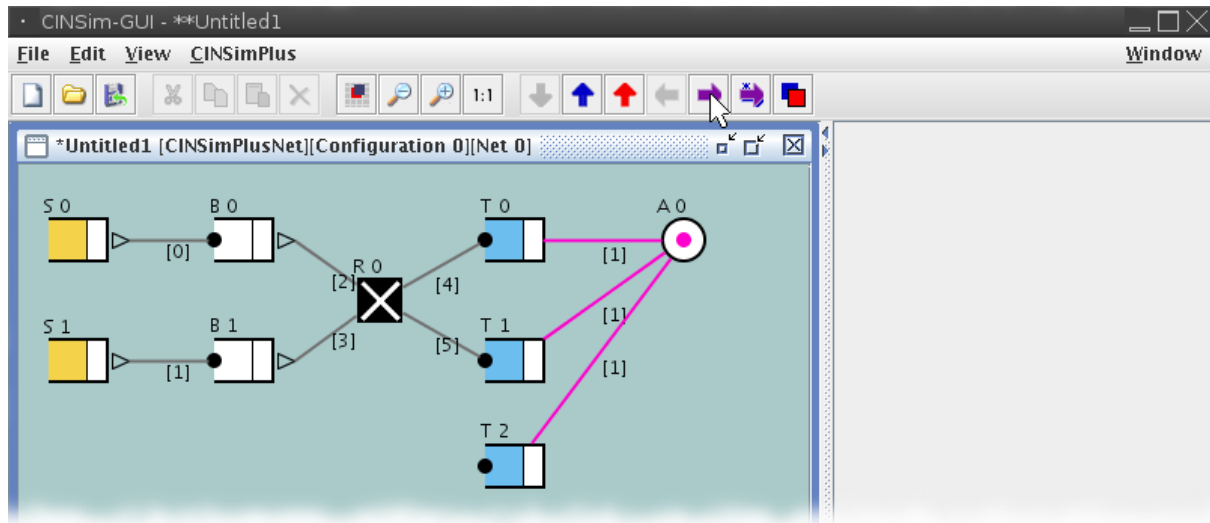 CINSim-GUI - **Untitled1
File Edit View CINSimPlus Window
1:1
*Untitled1 [CINSimPlusNet][Configuration 0][Net 0]
S 0 B 0 T 0 A 0
[0] [1]
R 0
[2] [4]
S 1 B 1 T 1 [1]
[3] [5]
[1] [1]
T 2